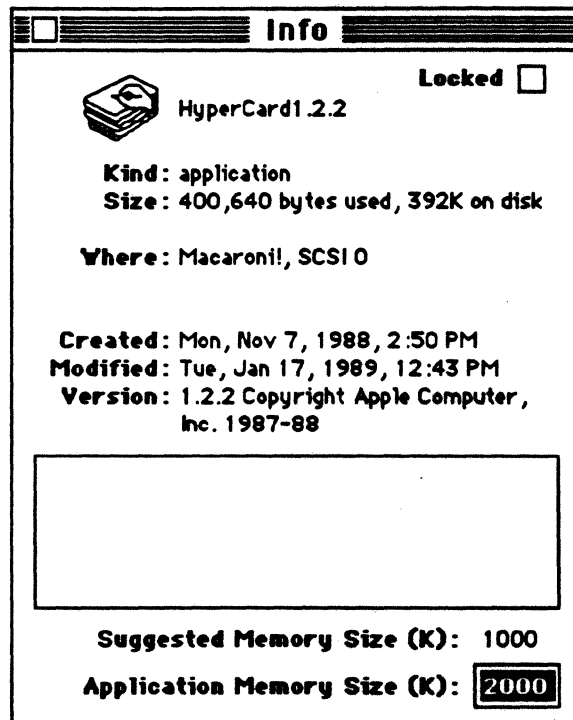 Info
Locked
HyperCard1.2.2
Kind: application
Size: 400,640 bytes used, 392K on disk
Where: Macaroni!, SCSI 0
Created: Mon, Nov 7, 1988, 2:50 PM
Modified: Tue, Jan 17, 1989, 12:43 PM
Version: 1.2.2 Copyright Apple Computer,
Inc. 1987-88
Suggested Memory Size (K): 1000
Application Memory Size (K): 2000